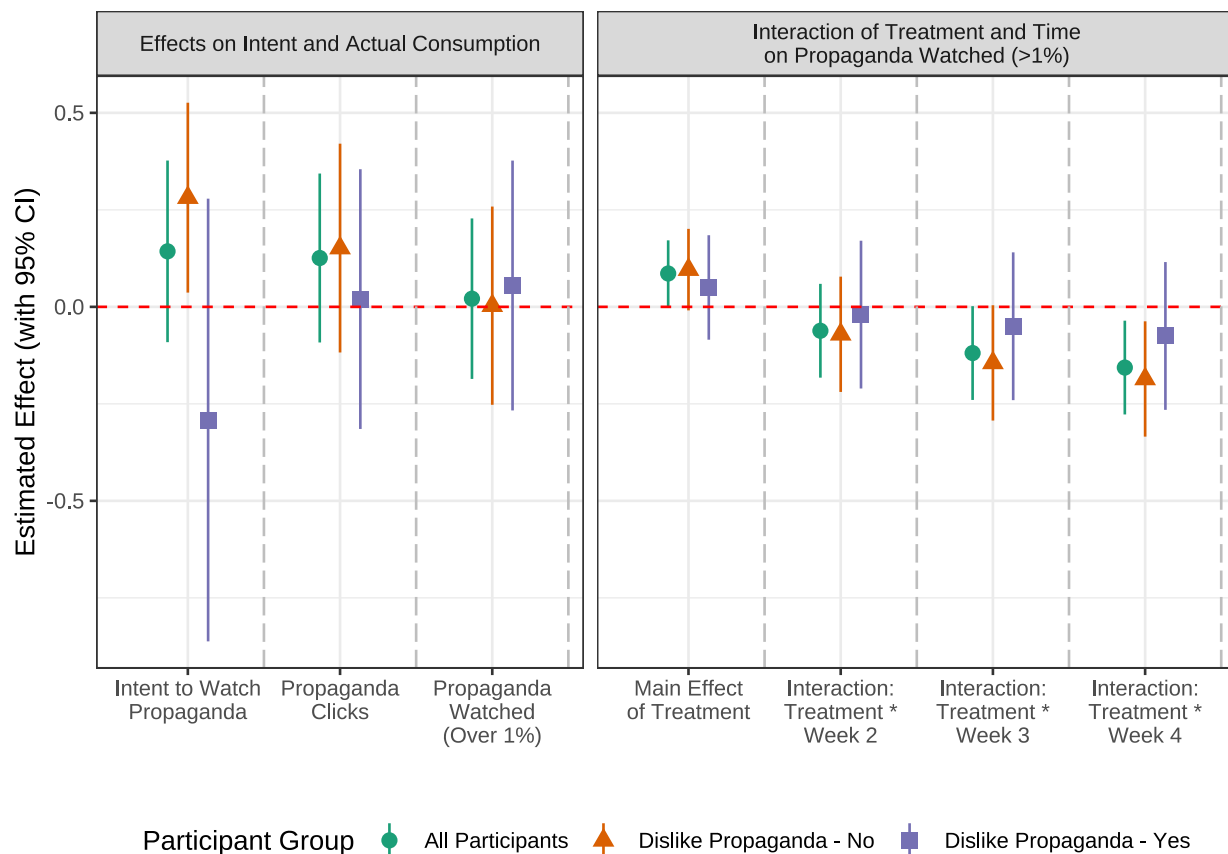 Effects on Intent and Actual Consumption
Interaction of Treatment and Time
on Propaganda Watched (>1%)
Estimated Effect (with 95% CI)
0.5
0.0
-0.5
Intent to Watch
Propaganda
Propaganda
Clicks
Propaganda
Watched
(Over 1%)
Main Effect
of Treatment
Interaction:
Treatment *
Week 2
Interaction:
Treatment *
Week 3
Interaction:
Treatment *
Week 4
Participant Group
All Participants
Dislike Propaganda - No
Dislike Propaganda - Yes